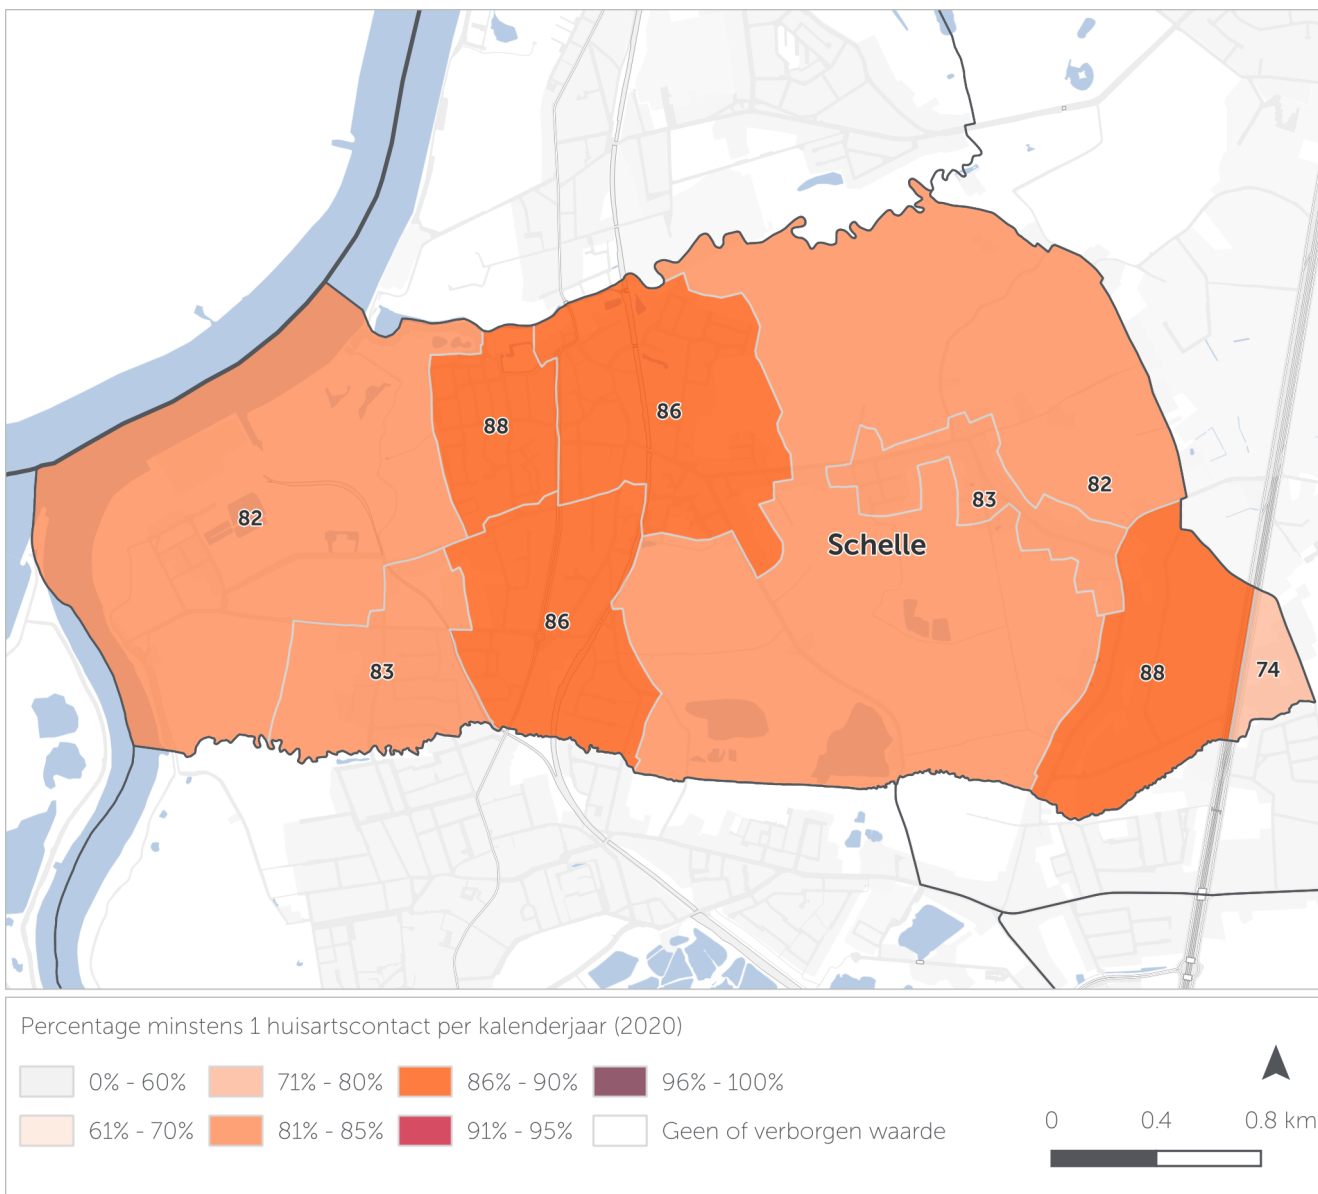 88
86
82
83
82
Schelle
86
83
88
74
Percentage minstens 1 huisartscontact per kalenderjaar (2020)
0% - 60%
71% - 80%
86% - 90%
96% - 100%
61% - 70%
81% - 85%
91% - 95%
Geen of verborgen waarde
0 0.4 0.8 km